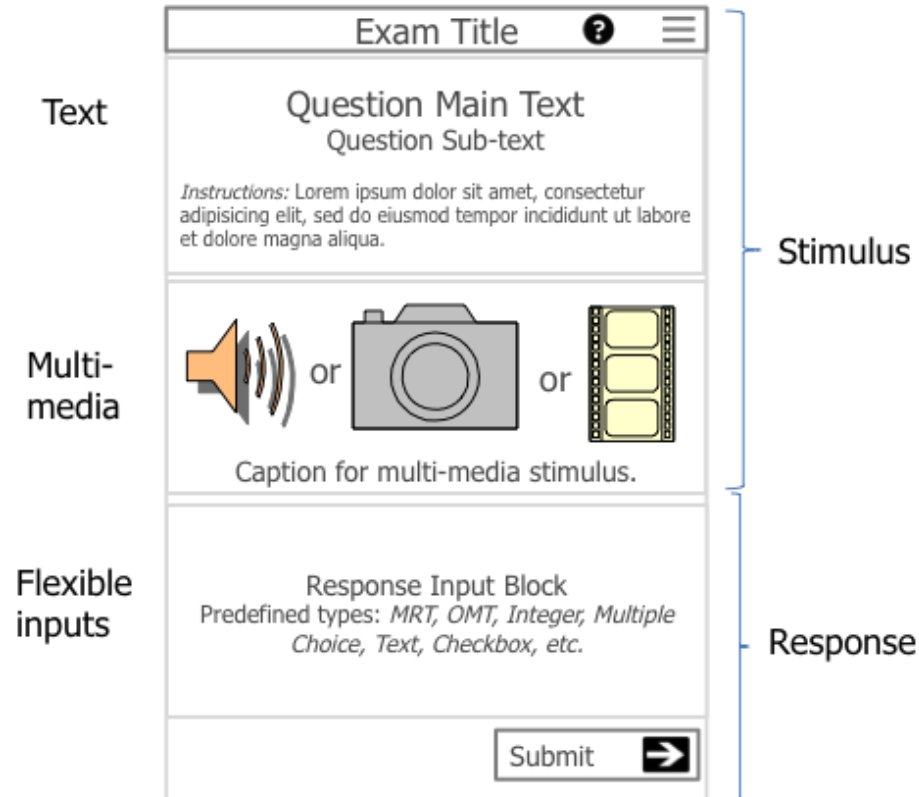 Exam Title ?
Text
Question Main Text
Question Sub-text
Instructions: Lorem ipsum dolor sit amet, consectetur
adipisicing elit, sed do eiusmod tempor incididunt ut labore
et dolore magna aliqua.
Stimulus
Multi-
media
or
or
Caption for multi-media stimulus.
Flexible
inputs
Response Input Block
Predefined types: MRT, OMT, Integer, Multiple
Choice, Text, Checkbox, etc.
Response
Submit